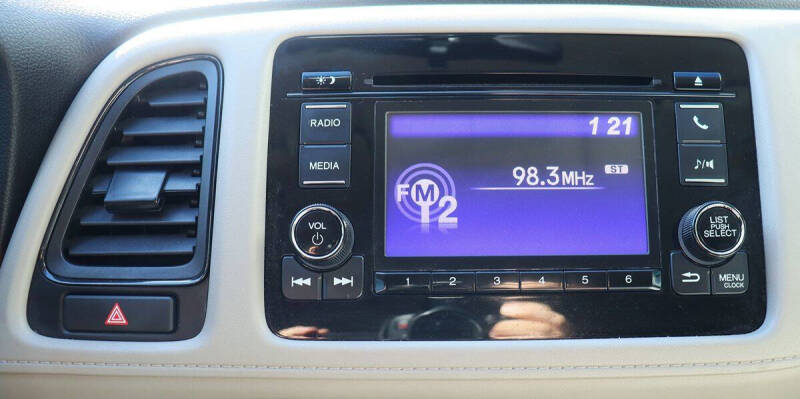 RADIO
MEDIA
VOL
1 21
98.3MHz
ST
FM
2
LIST
PUSH
SELECT
MENU
CLOCK
1 2 3 4 5 6